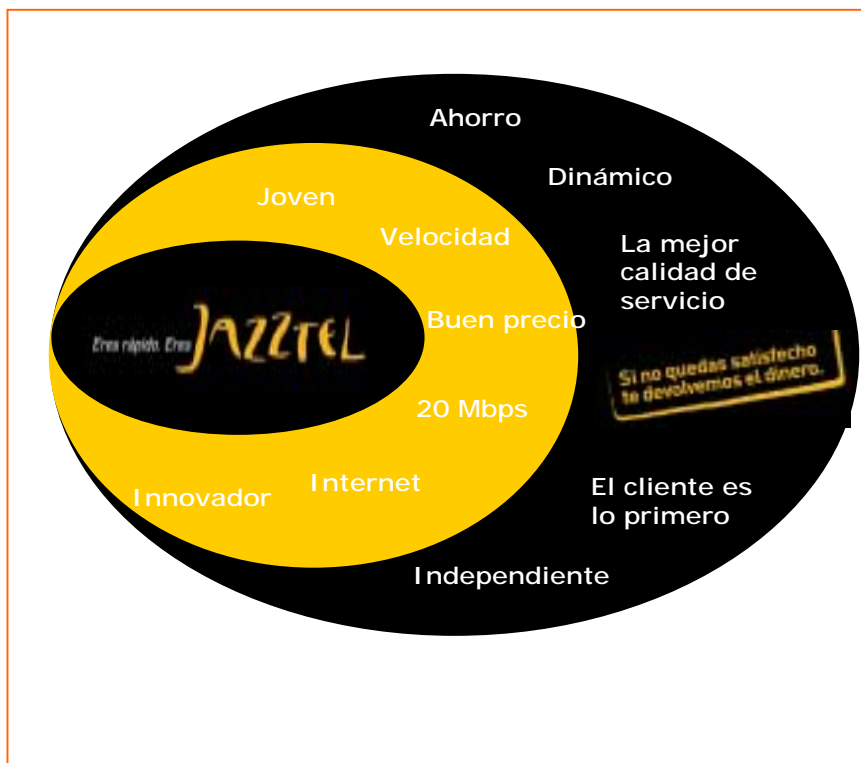 Ahorro
Dinámico
Joven
Velocidad
La mejor
calidad de
servicio
Buen precio
Eres rápido. Eres JAZZTEL
Si no quedas satisfecho
te devolvemos el dinero.
20 Mbps
Internet
Innovador
El cliente es
lo primero
Independiente